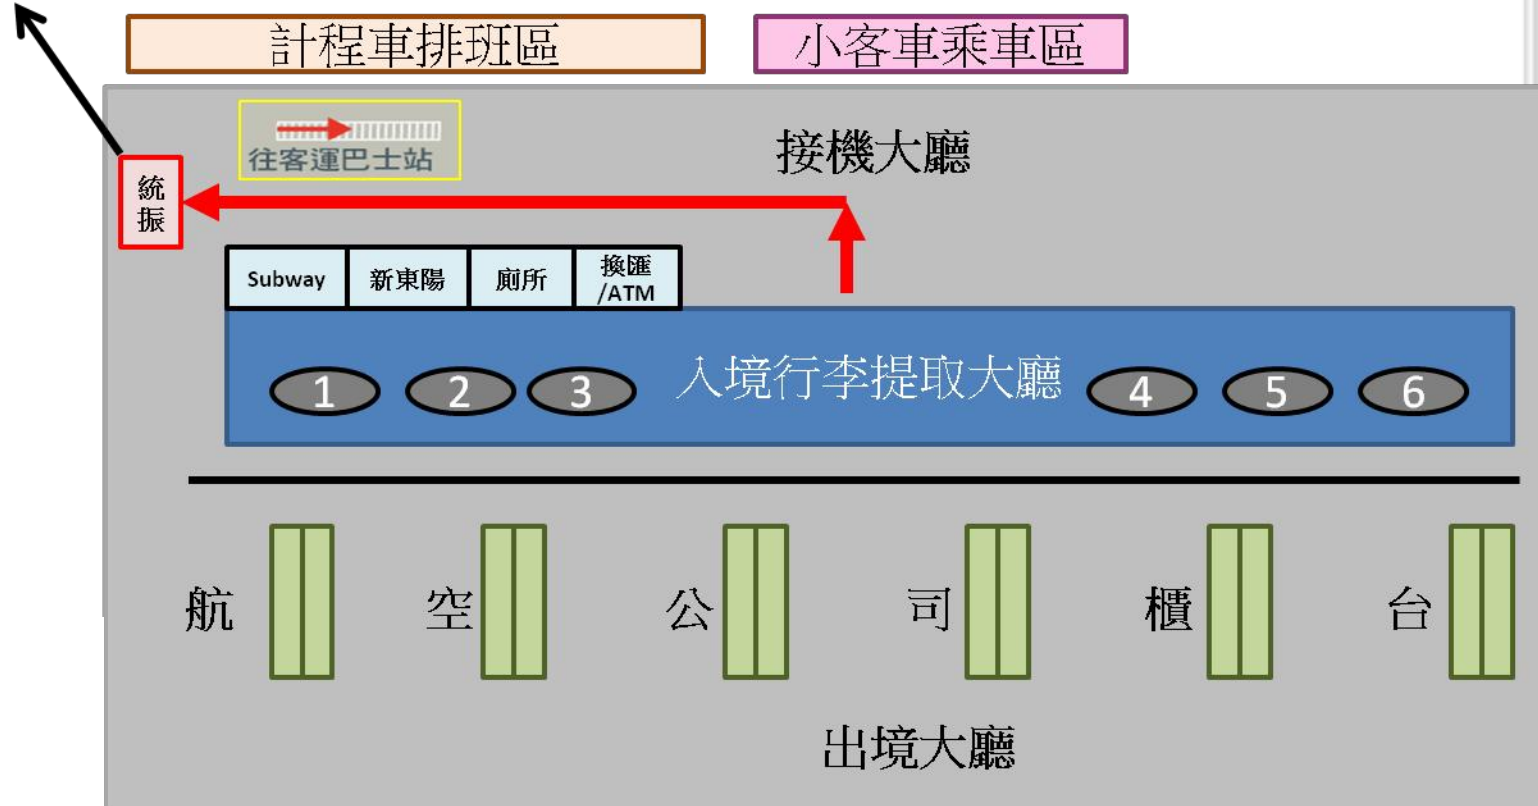 計程車排班區
小客車乘車區
往客運巴士站
接機大廳
統
振
Subway
新東陽
廁所
換匯
/ATM
1
2
3
入境行李提取大廳
4
5
6
航
空
公
司
櫃
台
出境大廳